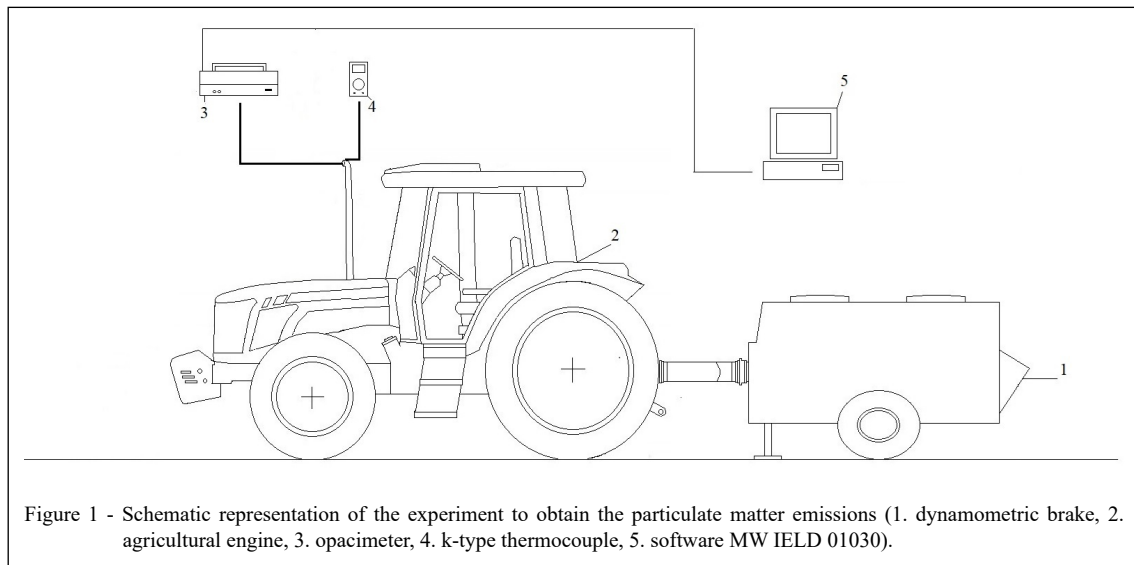 5
3
4
2
1
Figure 1 - Schematic representation of the experiment to obtain the particulate matter emissions (1. dynamometric brake, 2.
agricultural engine, 3. opacimeter, 4. k-type thermocouple, 5. software MW IELD 01030).